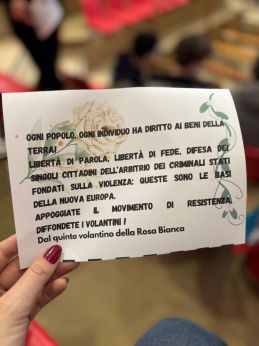 OGNI POPOLO, OGNI INDIVIDUO HA DIRITTO AI BENI DELLA
TERRA!
LIBERTÀ DI PAROLA, LIBERTÀ DI FEDE, DIFESA DEI
SINGOLI CITTADINI DELL'ARBITRIO DEI CRIMINALI STATI
FONDATI SULLA VIOLENZA: QUESTE SONO LE BASI
DELLA NUOVA EUROPA.
APPOGGIATE IL MOVIMENTO DI RESISTENZA,
DIFFONDETE I VOLANTINI!
Dal quinto volantino della Rosa Bianca